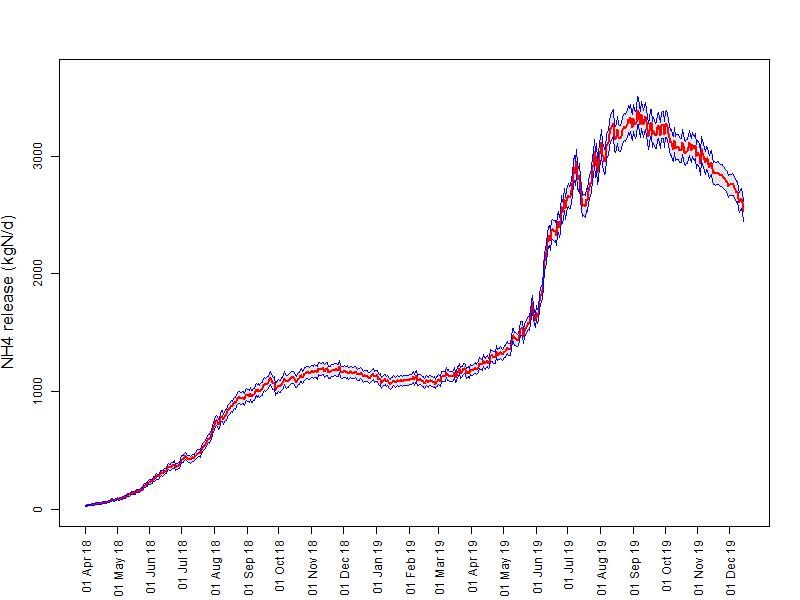 NH4 release (kgN/d)
3000
2000
1000
0
01 Apr 18
01 May 18
01 Jun 18
01 Jul 18
01 Aug 18
01 Sep 18
01 Oct 18
01 Nov 18
01 Dec 18
01 Jan 19
01 Feb 19
01 Mar 19
01 Apr 19
01 May 19
01 Jun 19
01 Jul 19
01 Aug 19
01 Sep 19
01 Oct 19
01 Nov 19
01 Dec 19